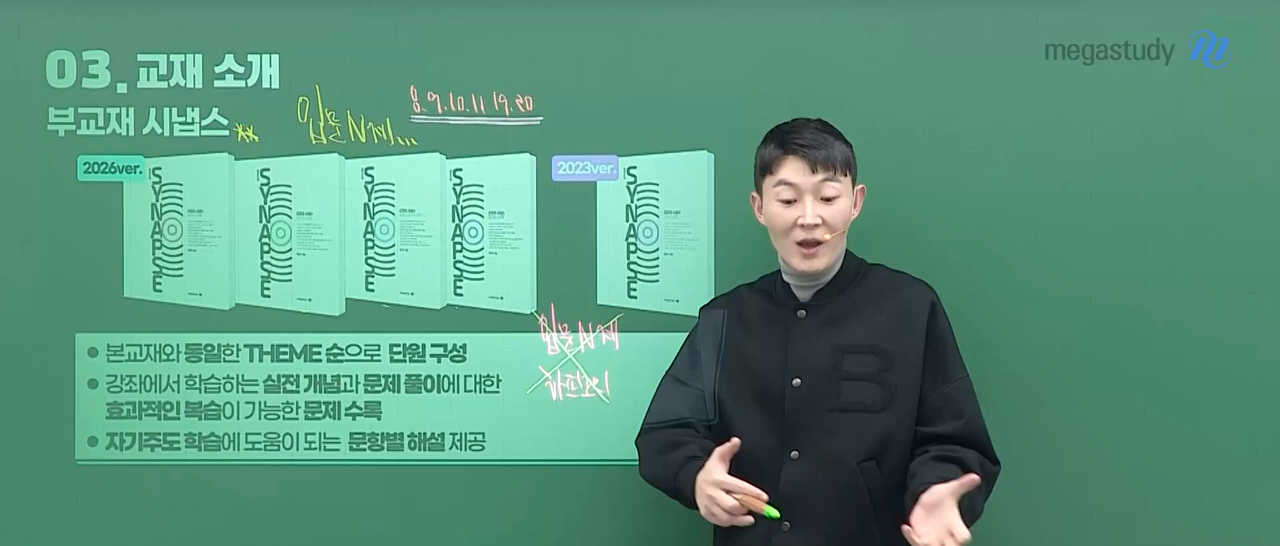 03. 교재 소개
megastudy
부교재 시냅스
입문N제...
8.9.10.11 19.20
2026ver.
2023ver.
SYNAPSE
SYNAPSE
SYNAPSE
SYNAPSE
SYNAPSE
입문N제
본교재와 동일한 THEME 순으로 단원 구성
강좌에서 학습하는 실전 개념과 문제 풀이에 대한
효과적인 복습이 가능한 문제 수록
자기주도 학습에 도움이 되는 문항별 해설 제공
B